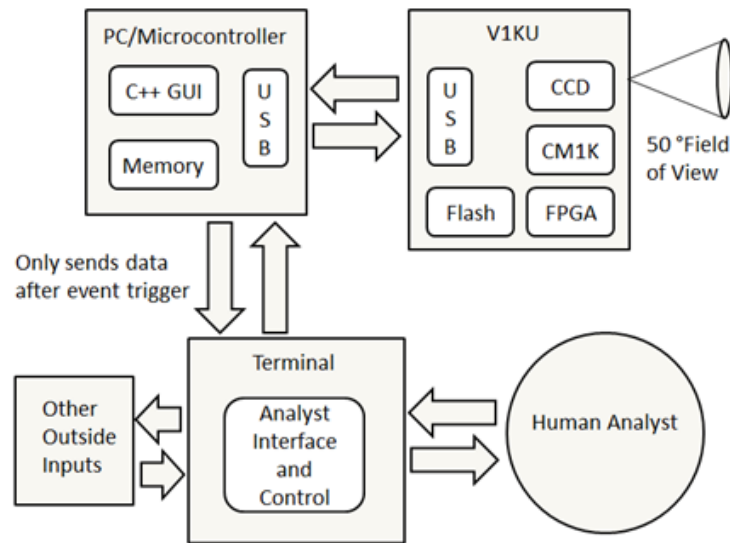 PC/Microcontroller
C++ GUI
Memory
U
S
B
V1KU
U
S
B
CCD
CM1K
Flash
FPGA
50 °Field
of View
Only sends data
after event trigger
Terminal
Analyst
Interface
and
Control
Other
Outside
Inputs
Human Analyst